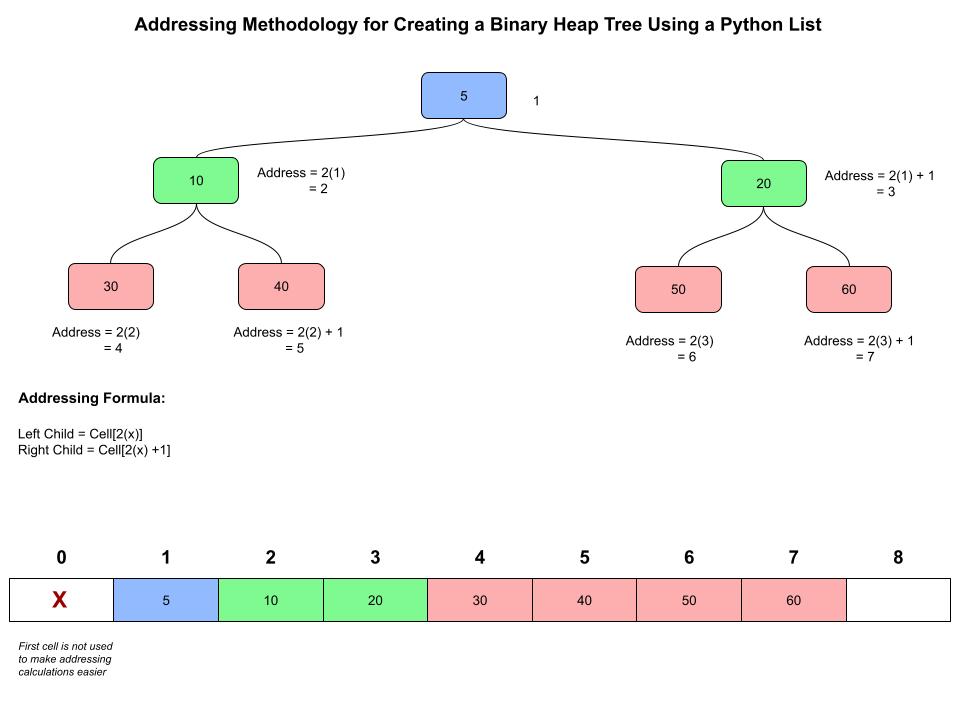 Addressing Methodology for Creating a Binary Heap Tree Using a Python List
5
1
10
Address = 2(1)
= 2
20
Address = 2(1) + 1
= 3
30
40
50
60
Address = 2(2)
= 4
Address = 2(2) + 1
= 5
Address = 2(3)
= 6
Address = 2(3) + 1
= 7
Addressing Formula:
Left Child = Cell[2(x)]
Right Child = Cell[2(x) +1]
0 1 2 3 4 5 6 7 8
X 5 10 20 30 40 50 60
First cell is not used
to make addressing
calculations easier